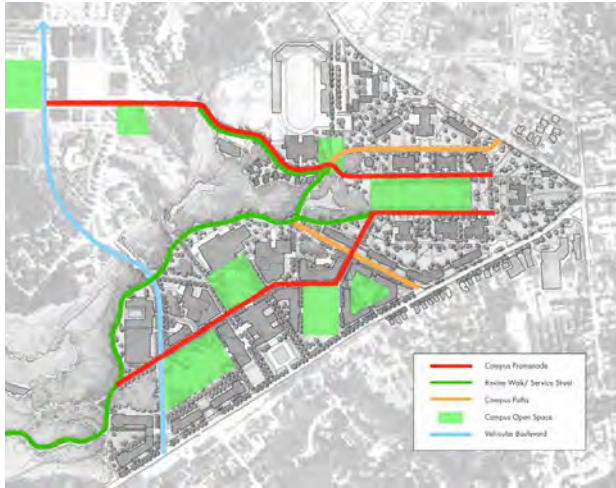 Campus Promenade
Ravine Walk/ Service Street
Campus Paths
Campus Open Space
Vehicular Boulevard